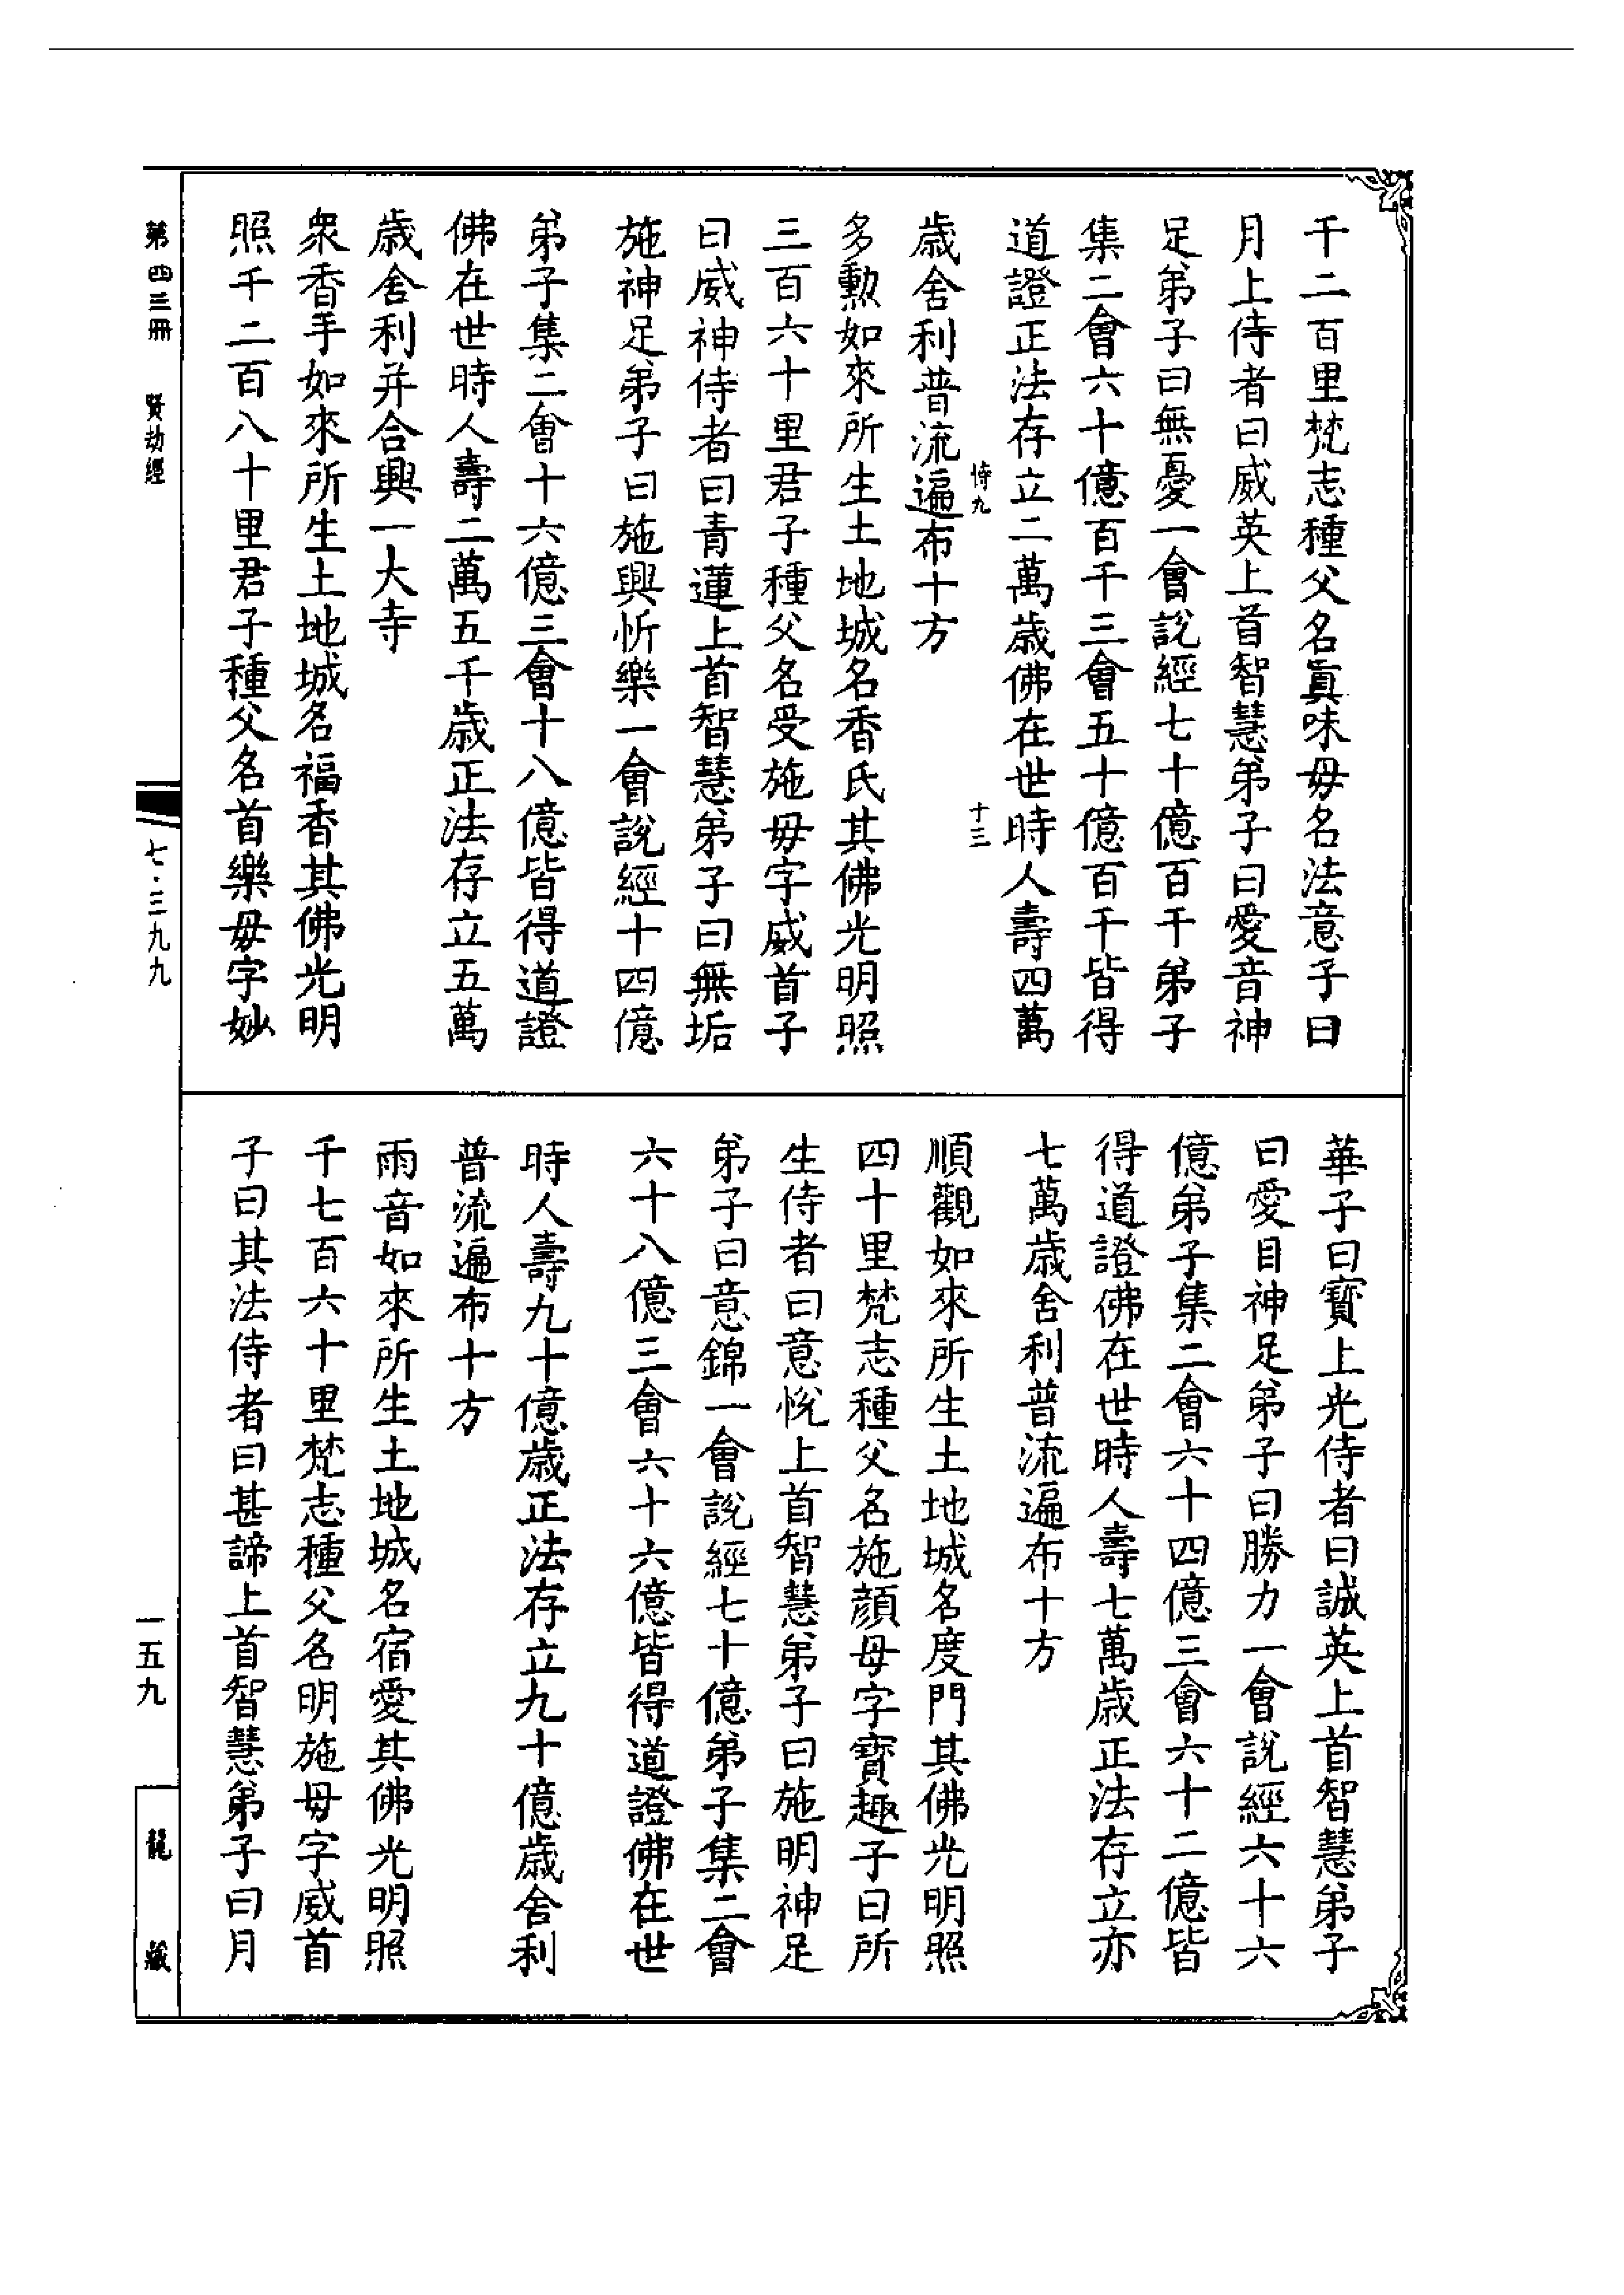 千二百里梵志種父名眞味母名法意子曰
月上侍者曰威英上首智慧弟子曰愛音神
足弟子曰無憂一會說經七十億百千弟子
集二會六十億百千三會五十億百千皆得
道證正法存立二萬歲佛在世時人壽四萬
恃九 十三
歲舍利普流遍布十方
多勲如來所生土地城名香氏其佛光明照
三百六十里君子種父名受施母字威首子
曰威神侍者曰青蓮上首智慧弟子曰無垢
施神足弟子曰施興忻樂一會說經十四億
弟子集二會十六億三會十八億皆得道證
佛在世時人壽二萬五千歲正法存立五萬
歲舍利并合興一大寺
衆香手如來所生土地城名福香其佛光明
照千二百八十里君子種父名首樂母字妙
華子曰寶上光侍者曰誠英上首智慧弟子
曰愛目神足弟子曰勝力一會說經六十六
億弟子集二會六十四億三會六十二億皆
得道證佛在世時人壽七萬歲正法存立亦
七萬歲舍利普流遍布十方
順觀如來所生土地城名度門其佛光明照
四十里梵志種父名施顔母字寶趣子曰所
生侍者曰意悅上首智慧弟子曰施明神足
弟子曰意錦一會說經七十億弟子集二會
六十八億三會六十六億皆得道證佛在世
時人壽九十億歲正法存立九十億歲舍利
普流遍布十方
雨音如來所生土地城名宿愛其佛光明照
千七百六十里梵志種父名明施母字威首
子曰其法侍者曰甚諦上首智慧弟子曰月
第四三冊 賢劫經
七·三九九
一五九
龍藏